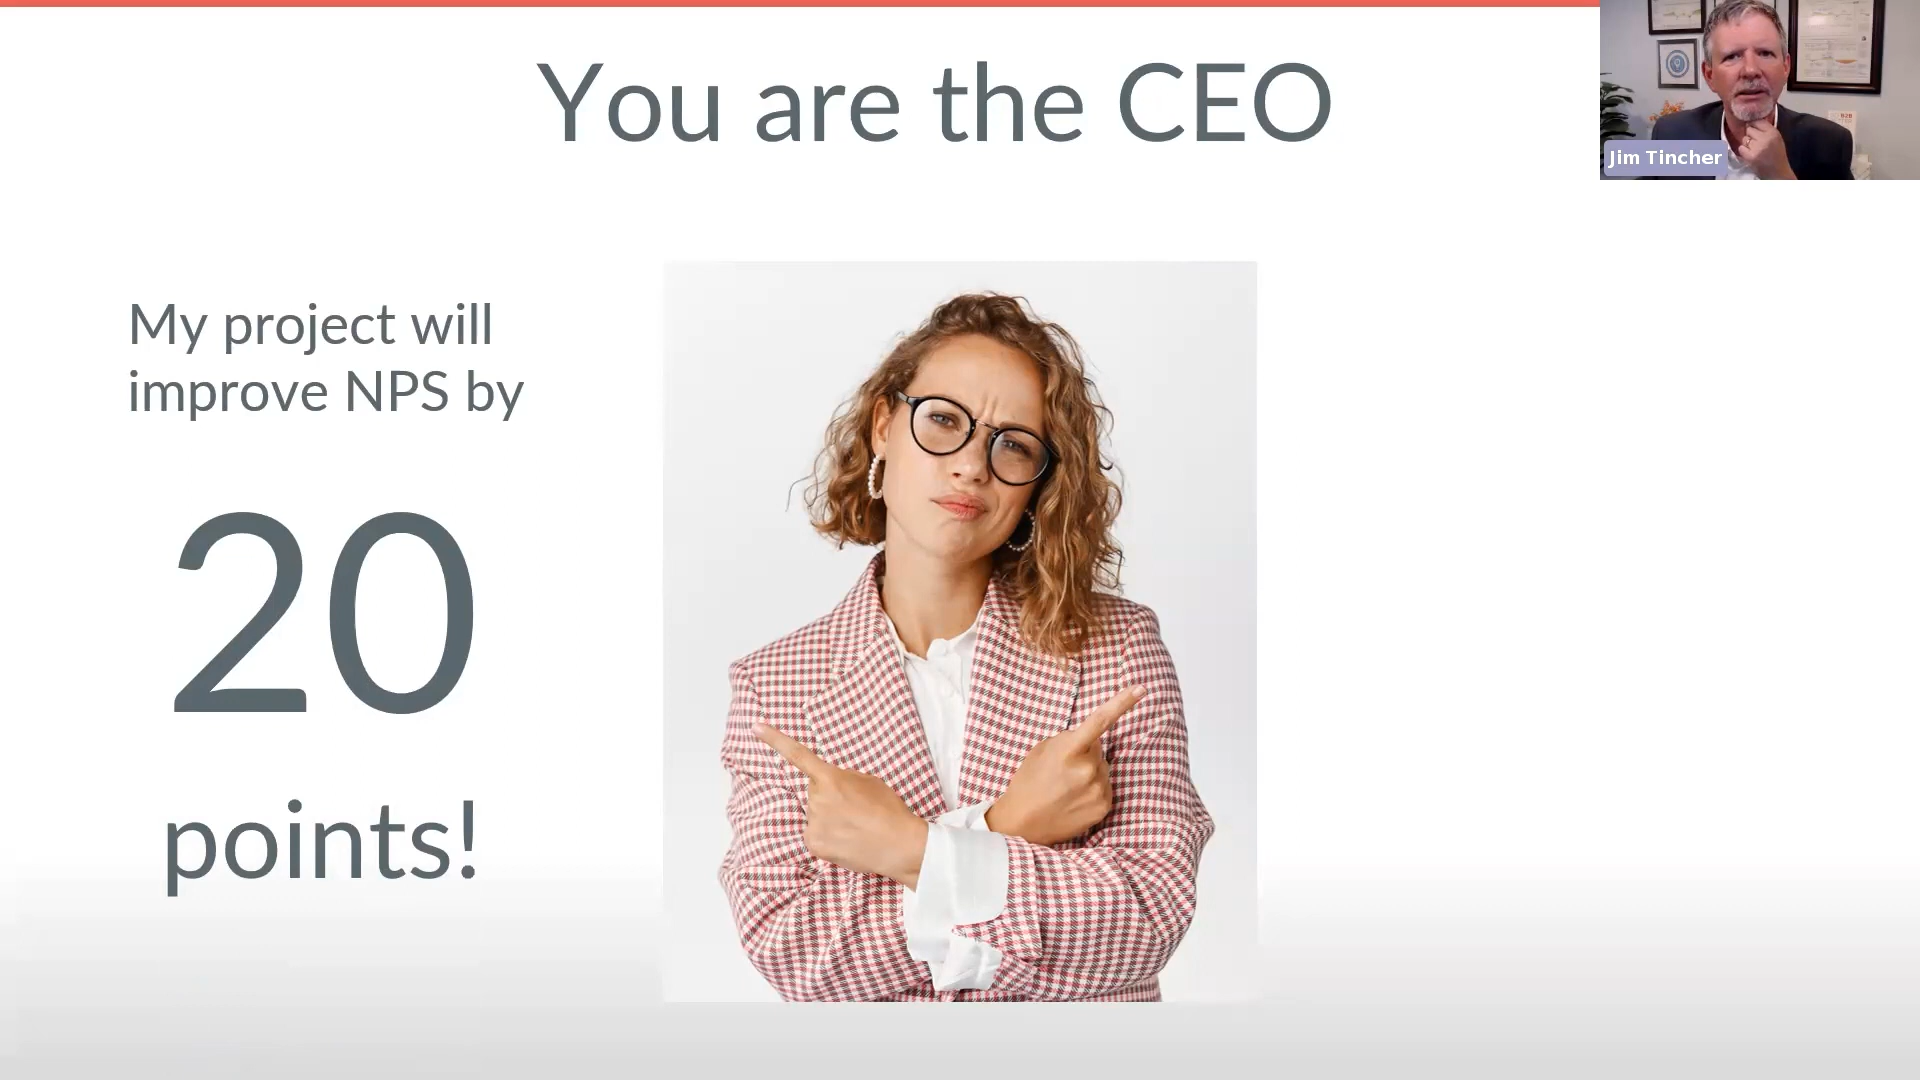 You are the CEO
Jim Tincher
My project will
improve NPS by
20
points!